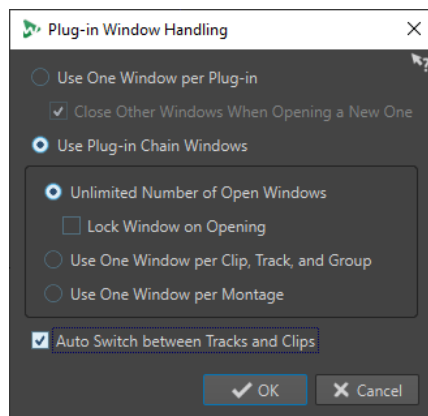 Plug-in Window Handling
Use One Window per Plug-in
Close Other Windows When Opening a New One
Use Plug-in Chain Windows
Unlimited Number of Open Windows
Lock Window on Opening
Use One Window per Clip, Track, and Group
Use One Window per Montage
Auto Switch between Tracks and Clips
OK Cancel